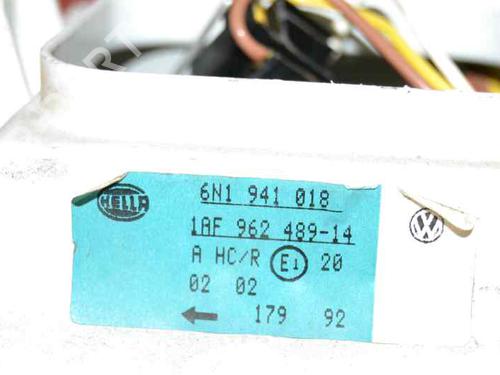 HELLA
6N1 941 018
1AF 962 489-14
A HC/R E1 20
02 02
← 179 92
VW